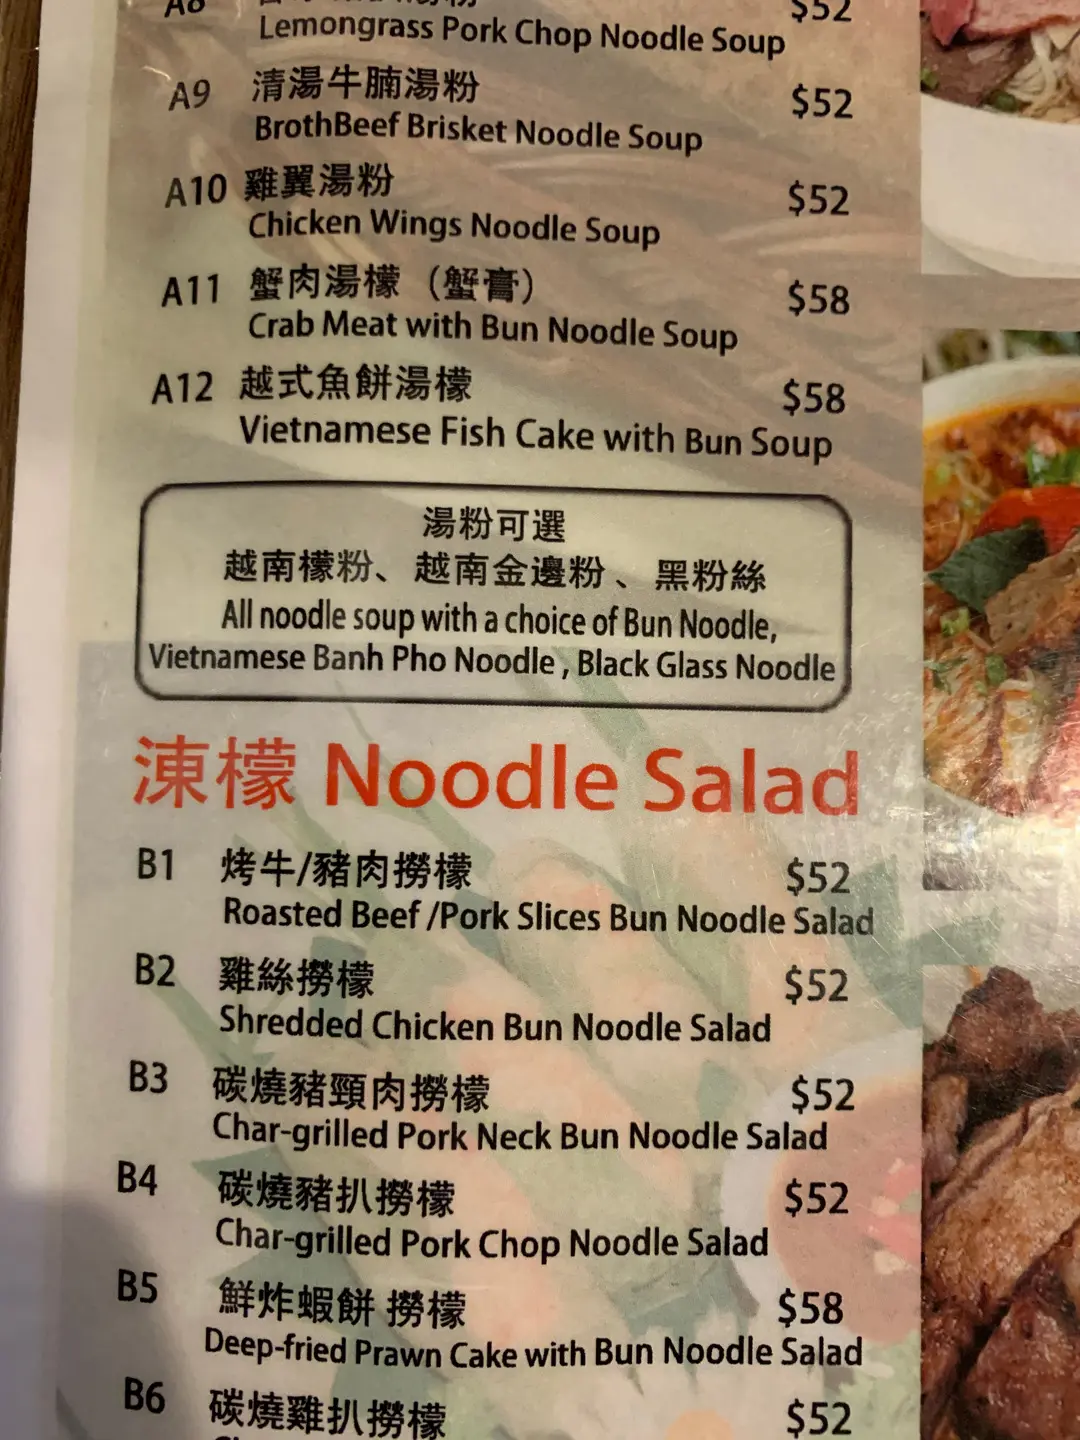 A8 $52
Lemongrass Pork Chop Noodle Soup
A9 清湯牛腩湯粉 $52
BrothBeef Brisket Noodle Soup
A10 雞翼湯粉 $52
Chicken Wings Noodle Soup
A11 蟹肉湯檬 (蟹膏) $58
Crab Meat with Bun Noodle Soup
A12 越式魚餅湯檬 $58
Vietnamese Fish Cake with Bun Soup
湯粉可選
越南檬粉、越南金邊粉、黑粉絲
All noodle soup with a choice of Bun Noodle,
Vietnamese Banh Pho Noodle , Black Glass Noodle
涷檬 Noodle Salad
B1 烤牛/豬肉撈檬 $52
Roasted Beef /Pork Slices Bun Noodle Salad
B2 雞絲撈檬 $52
Shredded Chicken Bun Noodle Salad
B3 碳燒豬頸肉撈檬 $52
Char-grilled Pork Neck Bun Noodle Salad
B4 碳燒豬扒撈檬 $52
Char-grilled Pork Chop Noodle Salad
B5 鮮炸蝦餅 撈檬 $58
Deep-fried Prawn Cake with Bun Noodle Salad
B6 碳燒雞扒撈檬 $52